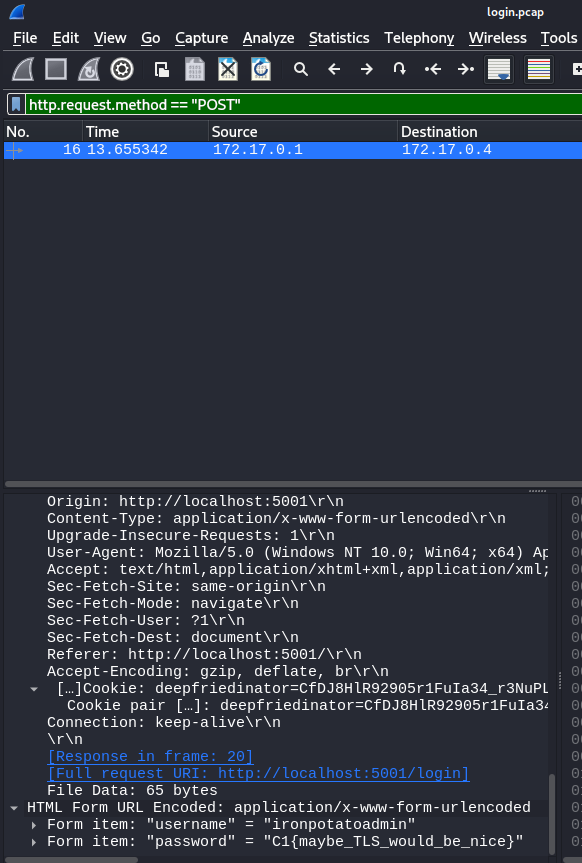 login.pcap
File Edit View Go Capture Analyze Statistics Telephony Wireless Tools
http.request.method == "POST"
No. Time Source Destination
16 13.655342 172.17.0.1 172.17.0.4
Origin: http://localhost:5001\r\n
Content-Type: application/x-www-form-urlencoded\r\n
Upgrade-Insecure-Requests: 1\r\n
User-Agent: Mozilla/5.0 (Windows NT 10.0; Win64; x64) Ap
Accept: text/html,application/xhtml+xml,application/xml;
Sec-Fetch-Site: same-origin\r\n
Sec-Fetch-Mode: navigate\r\n
Sec-Fetch-User: ?1\r\n
Sec-Fetch-Dest: document\r\n
Referer: http://localhost:5001/\r\n
Accept-Encoding: gzip, deflate, br\r\n
[…]Cookie: deepfriedinator=CfDJ8HlR92905r1FuIa34_r3NuPL
Cookie pair […]: deepfriedinator=CfDJ8HlR92905r1FuIa34
Connection: keep-alive\r\n
\r\n
[Response in frame: 20]
[Full request URI: http://localhost:5001/login]
File Data: 65 bytes
HTML Form URL Encoded: application/x-www-form-urlencoded
Form item: "username" = "ironpotatoadmin"
Form item: "password" = "C1{maybe_TLS_would_be_nice}"